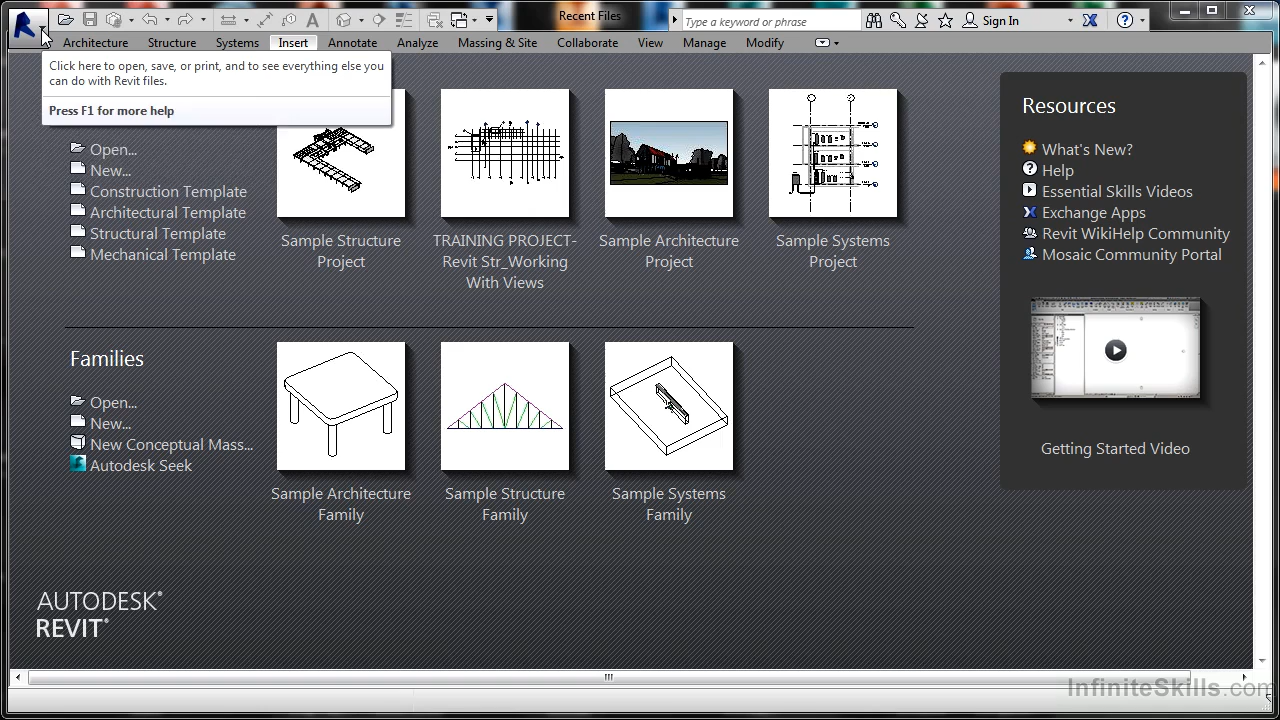 Recent Files
Type a keyword or phrase
Sign In
Architecture
Structure
Systems
Insert
Annotate
Analyze
Massing & Site
Collaborate
View
Manage
Modify
Click here to open, save, or print, and to see everything else you
can do with Revit files.
Press F1 for more help
Open...
New...
Construction Template
Architectural Template
Structural Template
Mechanical Template
Sample Structure
Project
TRAINING PROJECT-
Revit Str_Working
With Views
Sample Architecture
Project
Sample Systems
Project
Resources
What's New?
Help
Essential Skills Videos
Exchange Apps
Revit WikiHelp Community
Mosaic Community Portal
Getting Started Video
Families
Open...
New...
New Conceptual Mass...
Autodesk Seek
Sample Architecture
Family
Sample Structure
Family
Sample Systems
Family
AUTODESK®
REVIT®
InfiniteSkills.com